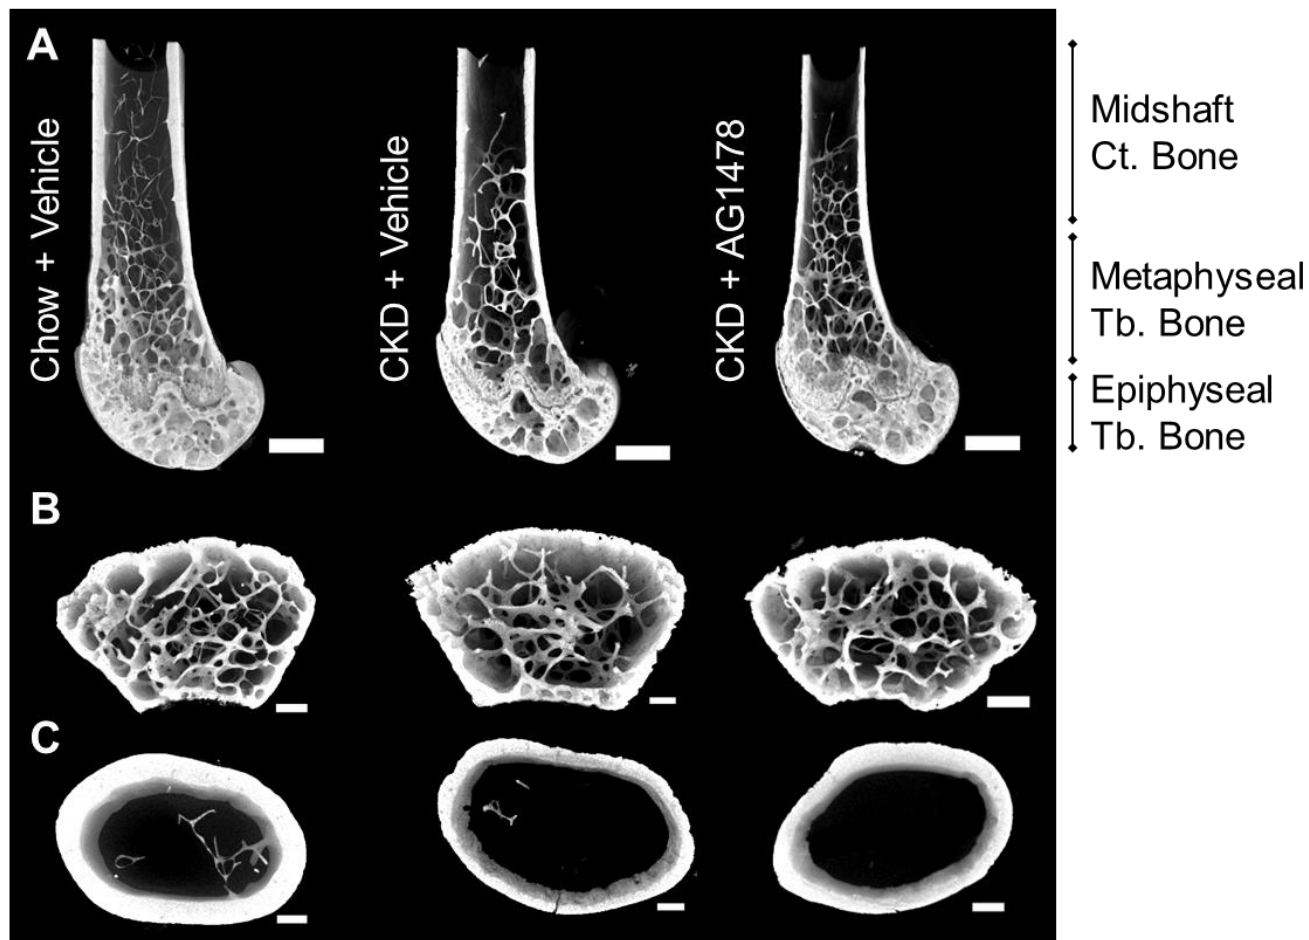 A
Chow + Vehicle
CKD + Vehicle
CKD + AG1478
Midshaft
Ct. Bone
Metaphyseal
Tb. Bone
Epiphyseal
Tb. Bone
B
C